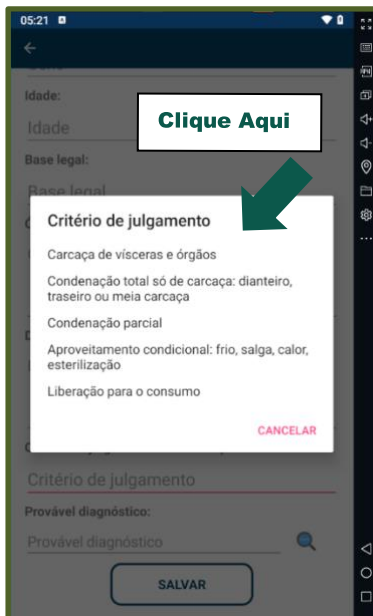 05:21
Idade:
Idade
Clique Aqui
Base legal:
Base legal
Critério de julgamento
Carcaça de vísceras e órgãos
Condenação total só de carcaça: dianteiro,
traseiro ou meia carcaça
Condenação parcial
Aproveitamento condicional: frio, salga, calor,
esterilização
Liberação para o consumo
CANCELAR
Critério de julgamento
Provável diagnóstico:
Provável diagnóstico
SALVAR